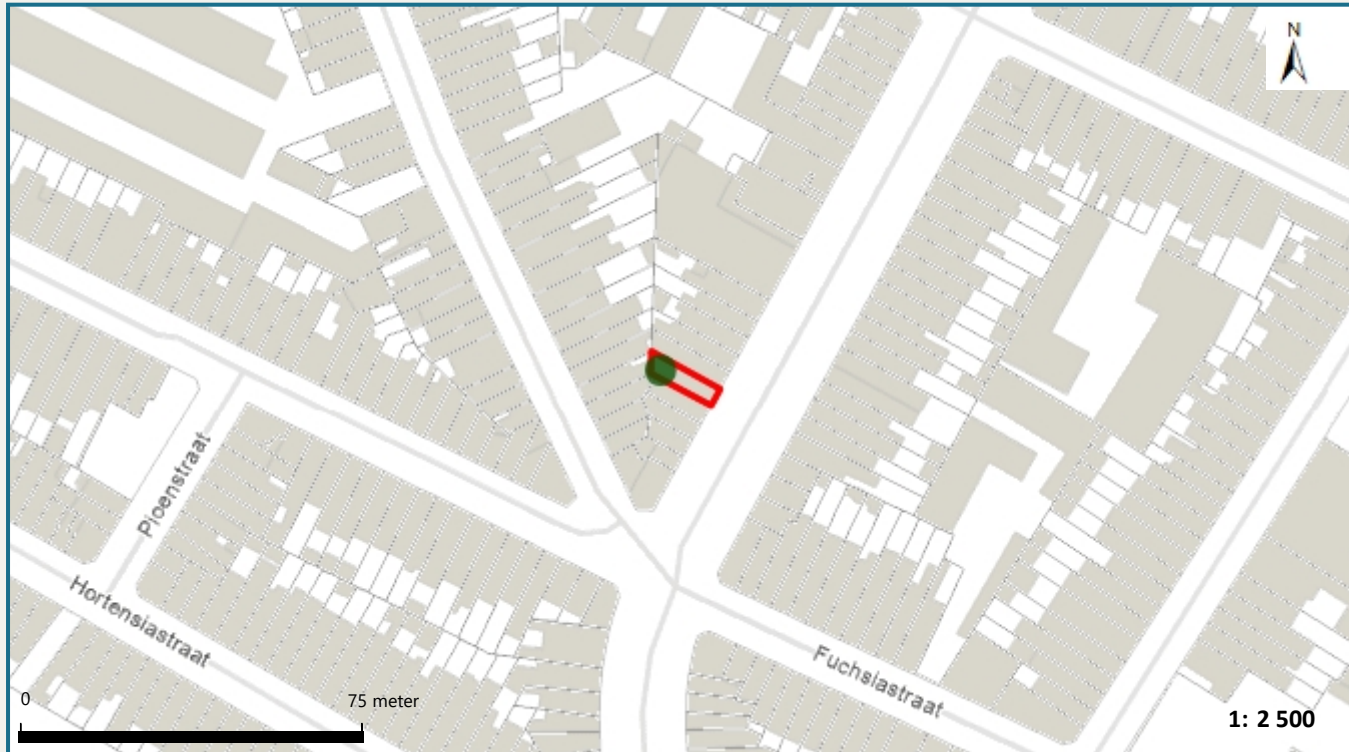 N
Pioenstraat
Hortensiastraat
Fuchsiastraat
0
75 meter
1: 2 500